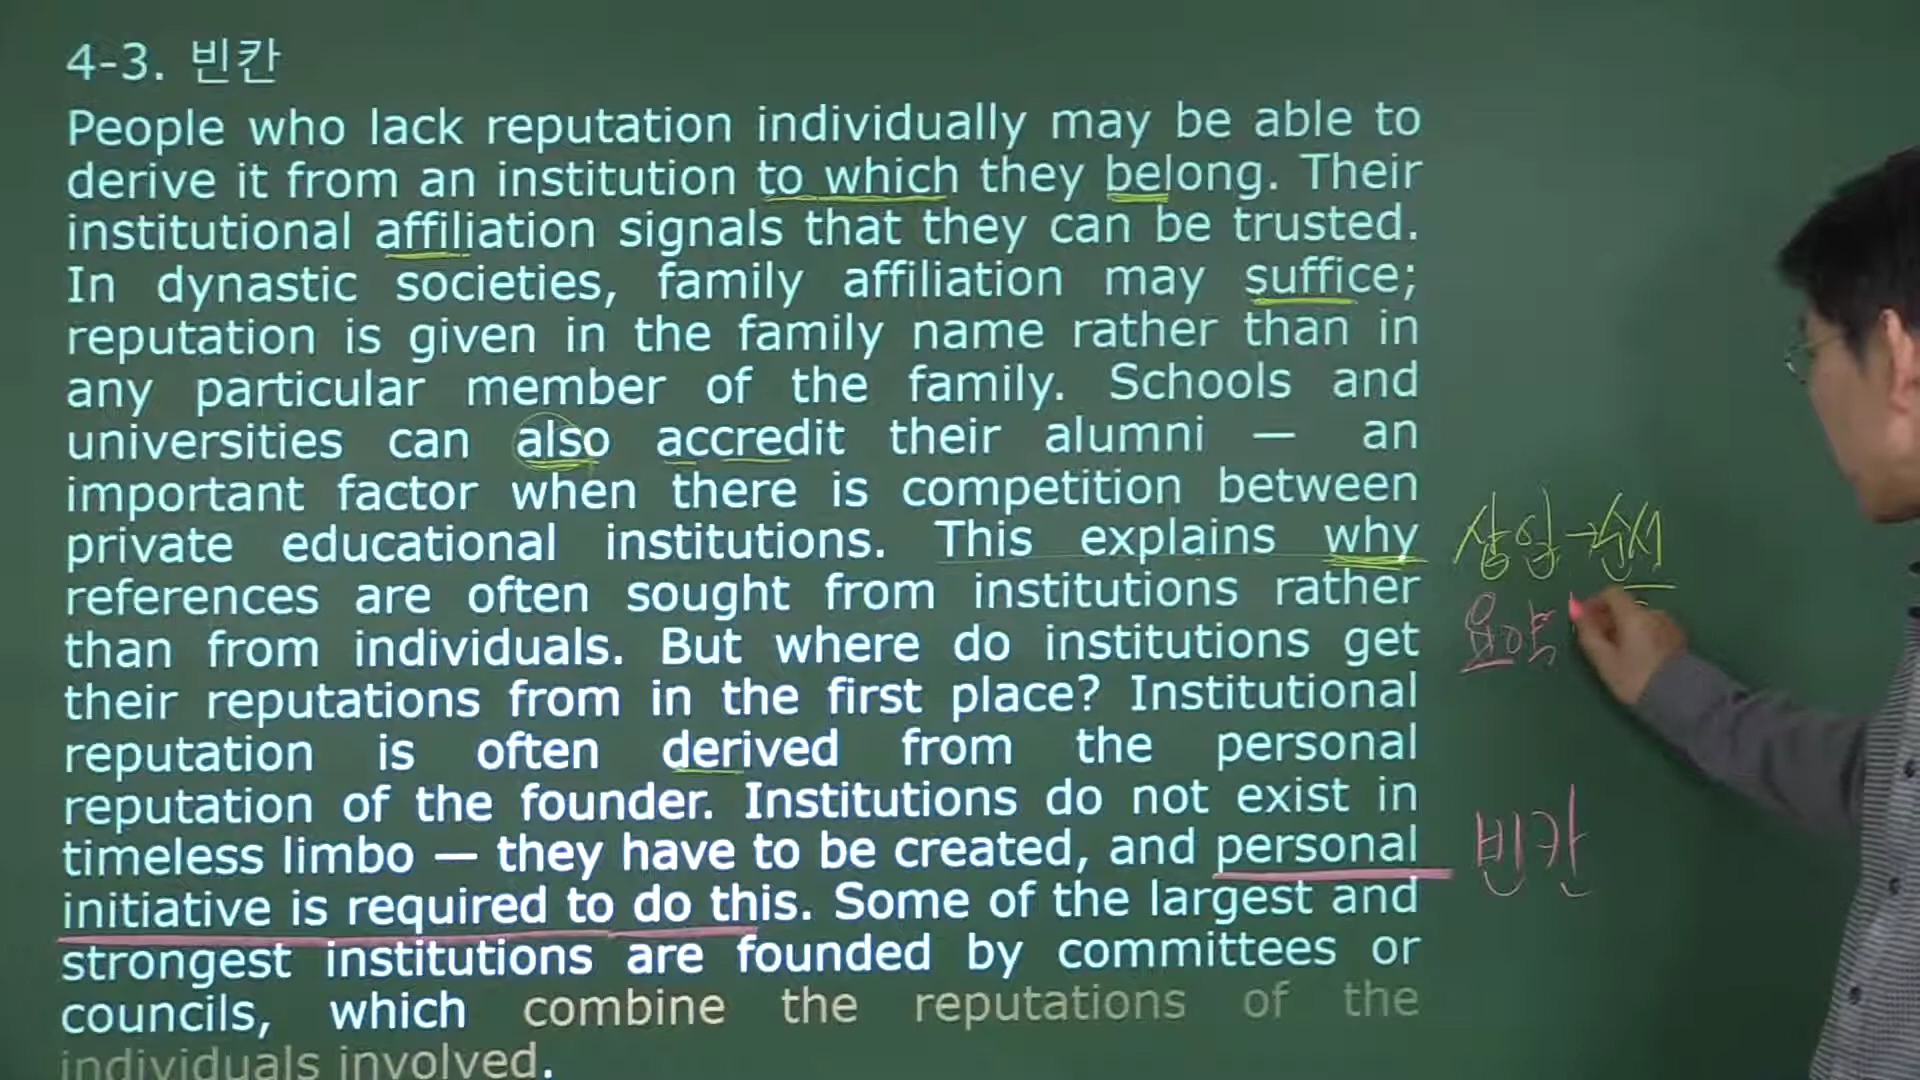 4-3. 빈칸
People who lack reputation individually may be able to
derive it from an institution to which they belong. Their
institutional affiliation signals that they can be trusted.
In dynastic societies, family affiliation may suffice;
reputation is given in the family name rather than in
any particular member of the family. Schools and
universities can also accredit their alumni — an
important factor when there is competition between
private educational institutions. This explains why
references are often sought from institutions rather
than from individuals. But where do institutions get
their reputations from in the first place? Institutional
reputation is often derived from the personal
reputation of the founder. Institutions do not exist in
timeless limbo — they have to be created, and personal
initiative is required to do this. Some of the largest and
strongest institutions are founded by committees or
councils, which combine the reputations of the
individuals involved.
삽입→순서
요약
빈칸